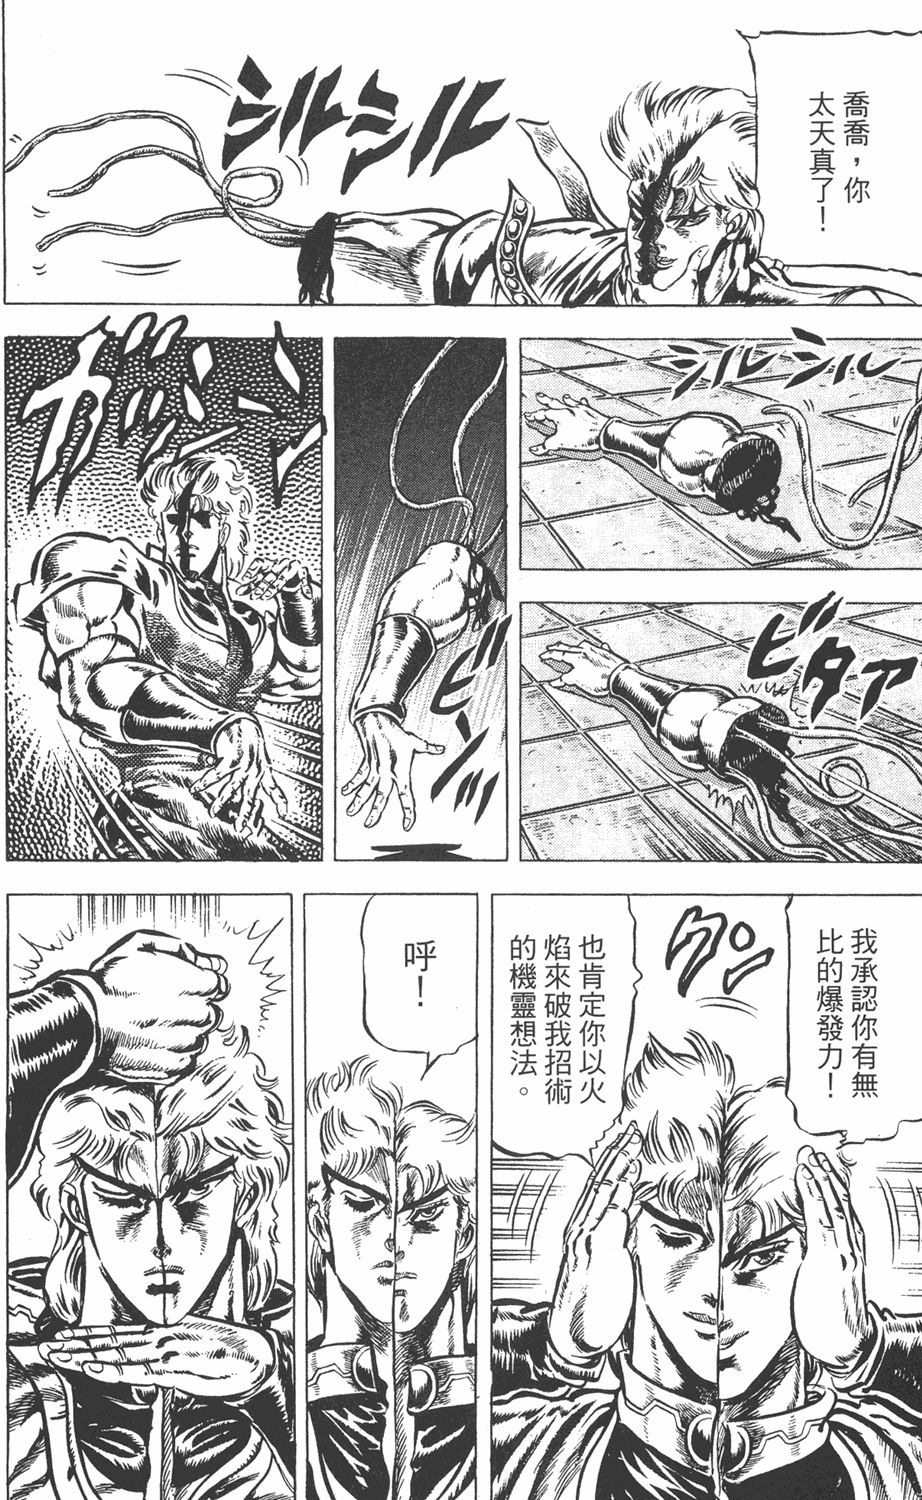 喬喬，你
太天真了！
シルシル
シルシル
ビタァ
ビーンッ
ガシーン
我承認你有無
比的爆發力！
クン
也肯定你以火
焰來破我招術
的機靈想法。
呼！